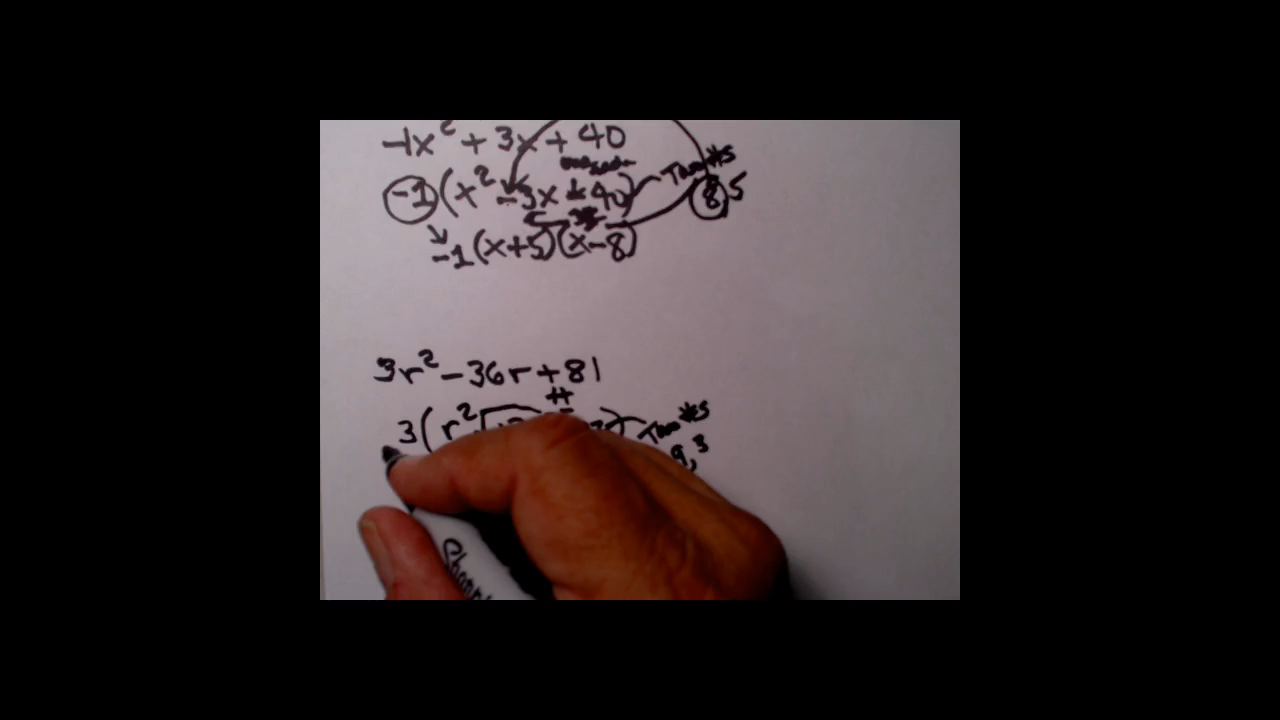 -1x² + 3x + 40
-1 (x² - 3x - 40) Two #s 8 5
-1 (x+5)(x-8)
3r² - 36r + 81
3 (r² Two #s
9, 3
Sharpie